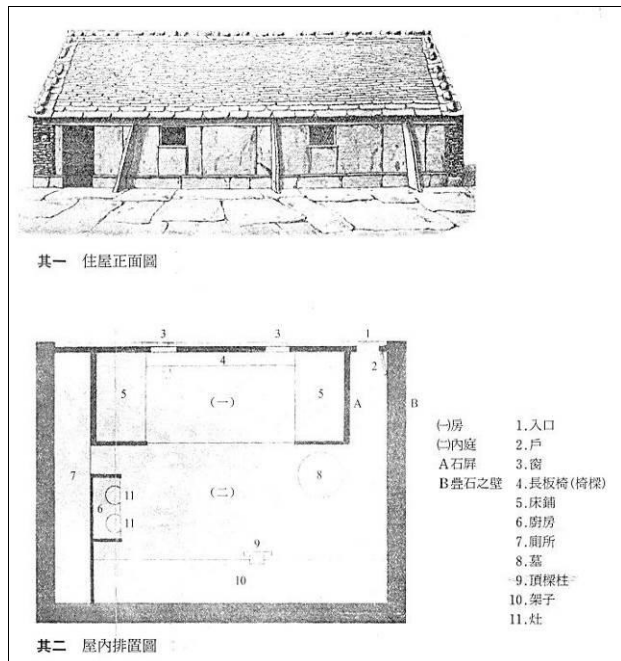 其一 住屋正面圖
3
3
1
4
2
5
(一)
5
A
B
7
(二)
8
6
11
11
9
10
㈠房
㈡內庭
A石屏
B疊石之壁
1.入口
2.戶
3.窗
4.長板椅(椅樑)
5.床鋪
6.廚房
7.廁所
8.墓
9.頂樑柱
10.架子
11.灶
其二 屋內排置圖